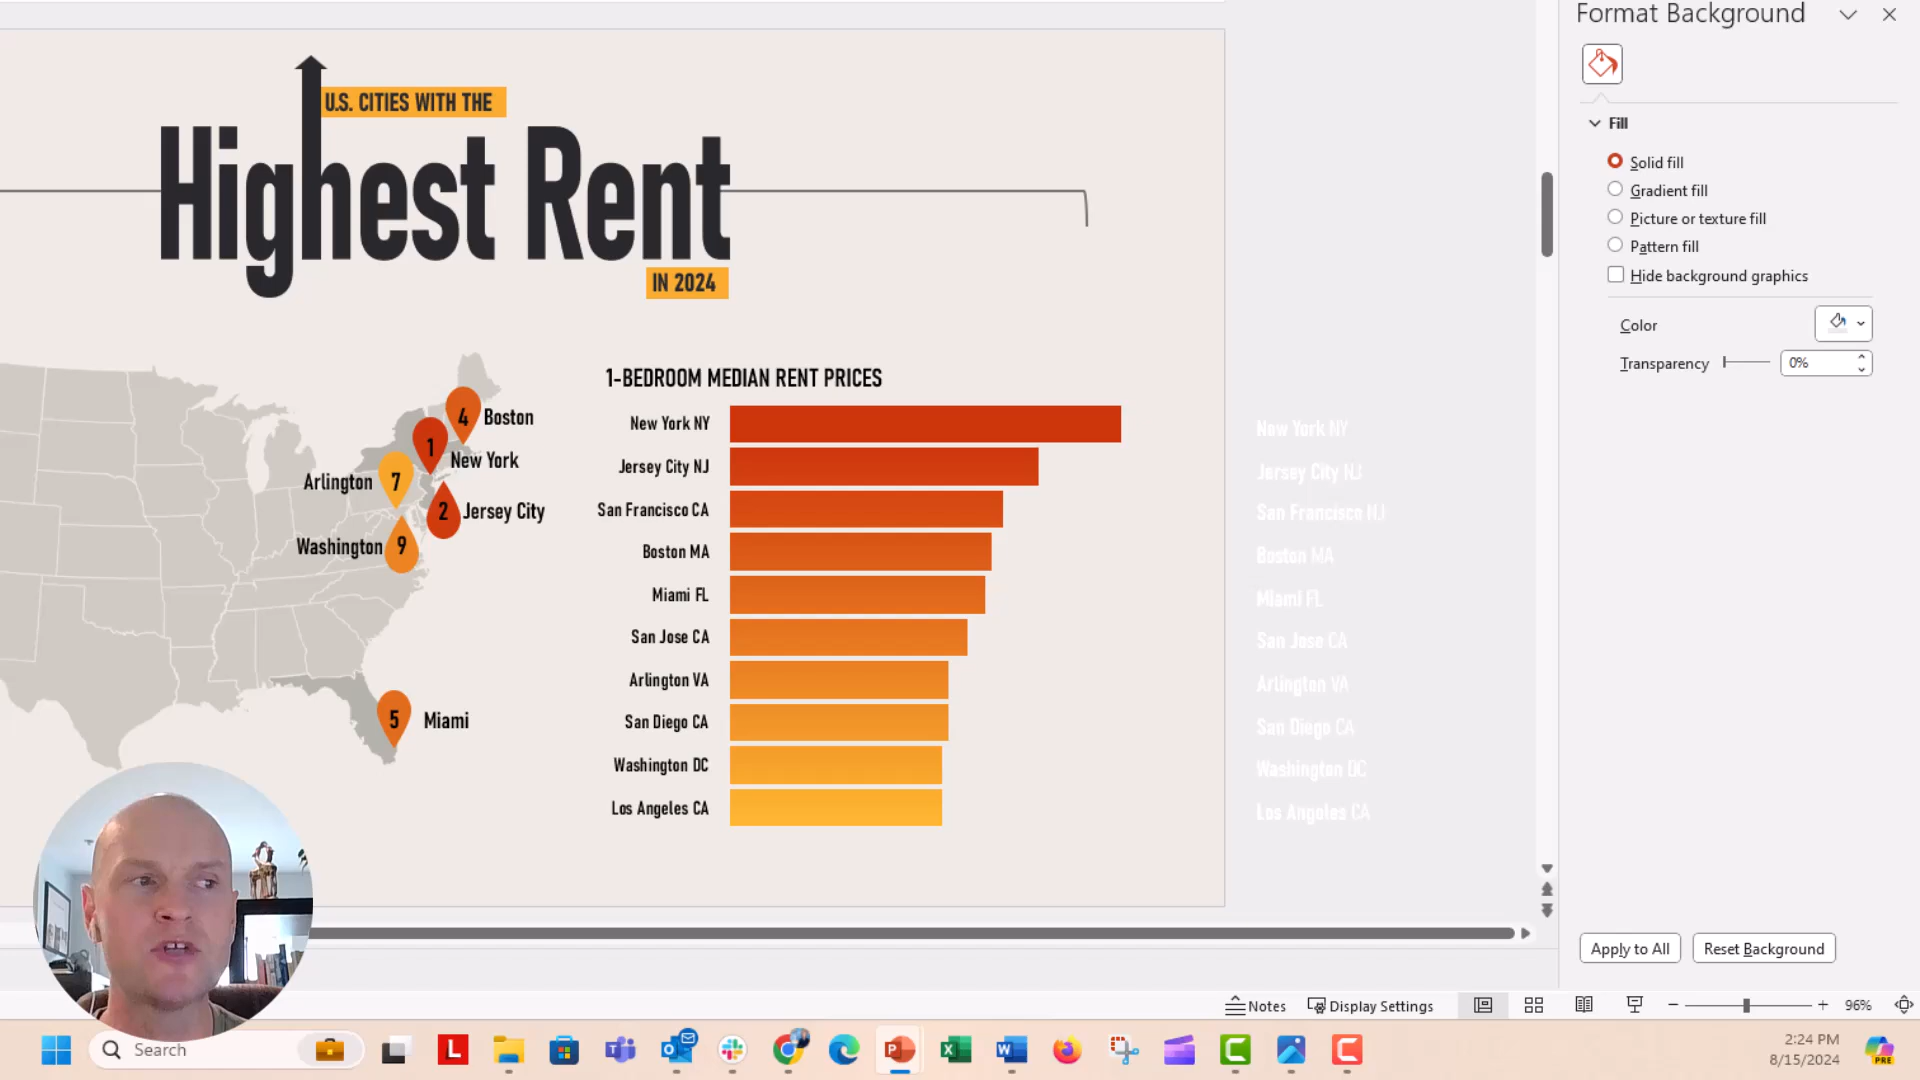 Format Background
U.S. CITIES WITH THE
Highest Rent
IN 2024
Fill
Solid fill
Gradient fill
Picture or texture fill
Pattern fill
Hide background graphics
Color
Transparency
0%
4 Boston
1
New York
Arlington 7
2 Jersey City
Washington 9
5 Miami
1-BEDROOM MEDIAN RENT PRICES
New York NY
Jersey City NJ
San Francisco CA
Boston MA
Miami FL
San Jose CA
Arlington VA
San Diego CA
Washington DC
Los Angeles CA
New York NY
Jersey City NJ
San Francisco NJ
Boston MA
Miami FL
San Jose CA
Arlington VA
San Diego CA
Washington DC
Los Angeles CA
Apply to All
Reset Background
Notes
Display Settings
96%
Search
L
2:24 PM
8/15/2024
PRE